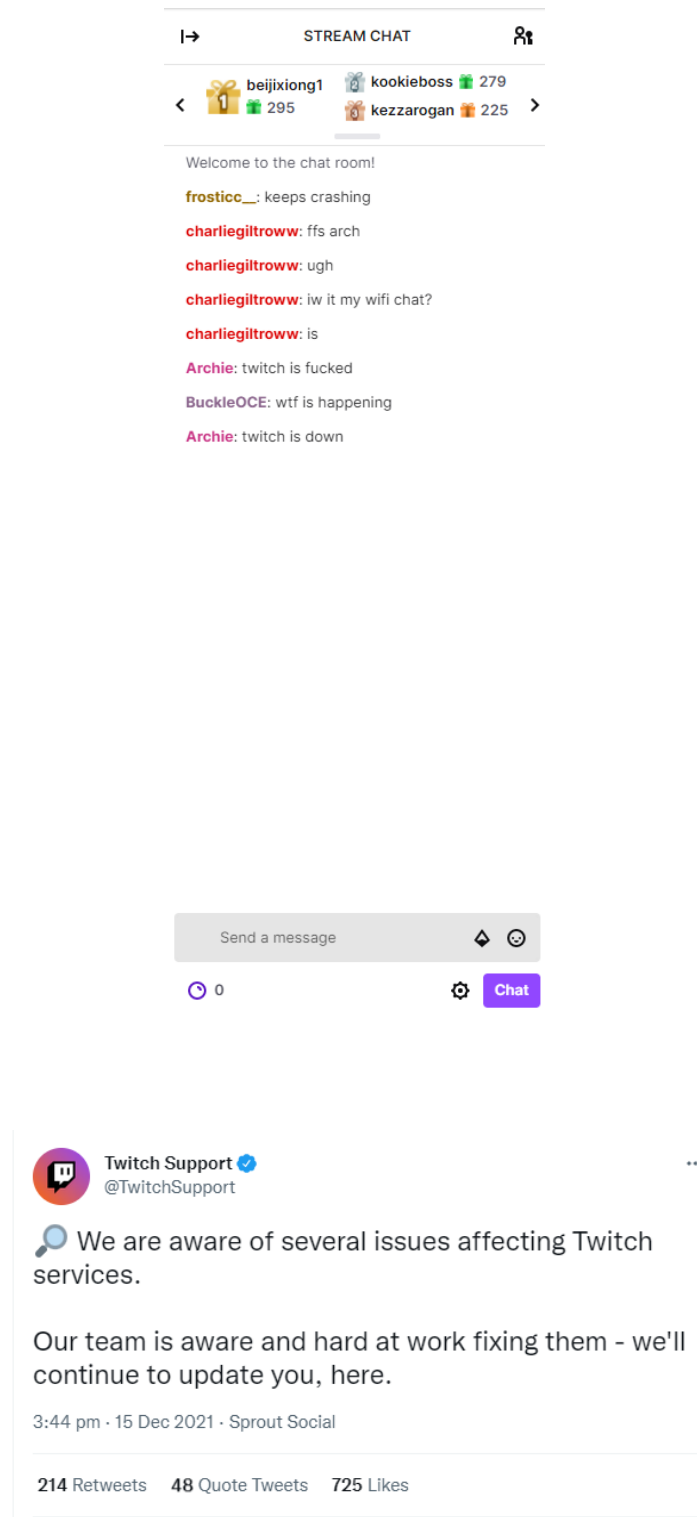 STREAM CHAT
1 beijixiong1
295
2 kookieboss 279
3 kezzarogan 225
Welcome to the chat room!
frosticc__: keeps crashing
charliegiltroww: ffs arch
charliegiltroww: ugh
charliegiltroww: iw it my wifi chat?
charliegiltroww: is
Archie: twitch is fucked
BuckleOCE: wtf is happening
Archie: twitch is down
Send a message
0
Chat
Twitch Support
@TwitchSupport
🔎 We are aware of several issues affecting Twitch
services.
Our team is aware and hard at work fixing them - we'll
continue to update you, here.
3:44 pm · 15 Dec 2021 · Sprout Social
214 Retweets 48 Quote Tweets 725 Likes